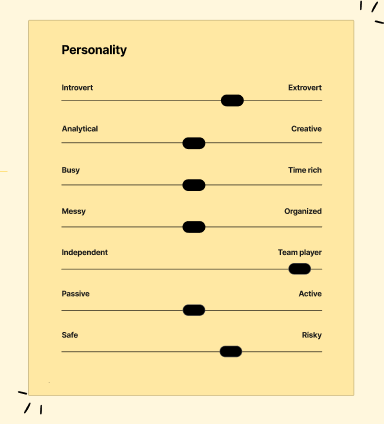 Personality
Introvert Extrovert
Analytical Creative
Busy Time rich
Messy Organized
Independent Team player
Passive Active
Safe Risky